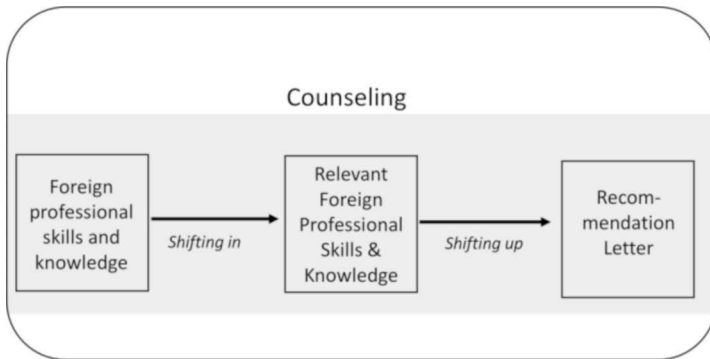 Counseling
Foreign
professional
skills and
knowledge
Shifting in
Relevant
Foreign
Professional
Skills &
Knowledge
Shifting up
Recom-
mendation
Letter